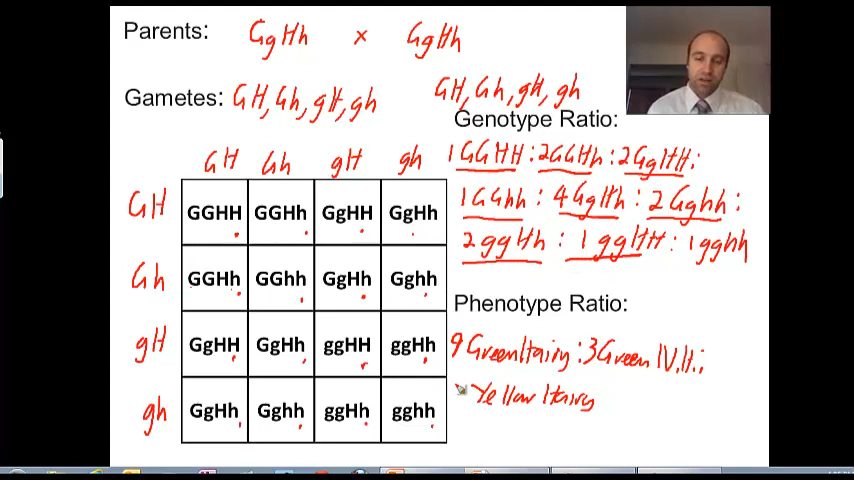 Parents: GgHh x GgHh
Gametes: GH, Gh, gH, gh GH, Gh, gH, gh
Genotype Ratio:
1GGHH : 2GGHh : 2GgHH :
1GGhh : 4GgHh : 2Gghh :
2ggHh : 1ggHH : 1gghh
GH Gh gH gh
GH GGHH GGHh GgHH GgHh
Gh GGHh GGhh GgHh Gghh
gH GgHH GgHh ggHH ggHh
gh GgHh Gghh ggHh gghh
Phenotype Ratio:
9 Green Hairy : 3 Green N.H. :
Yellow Hairy